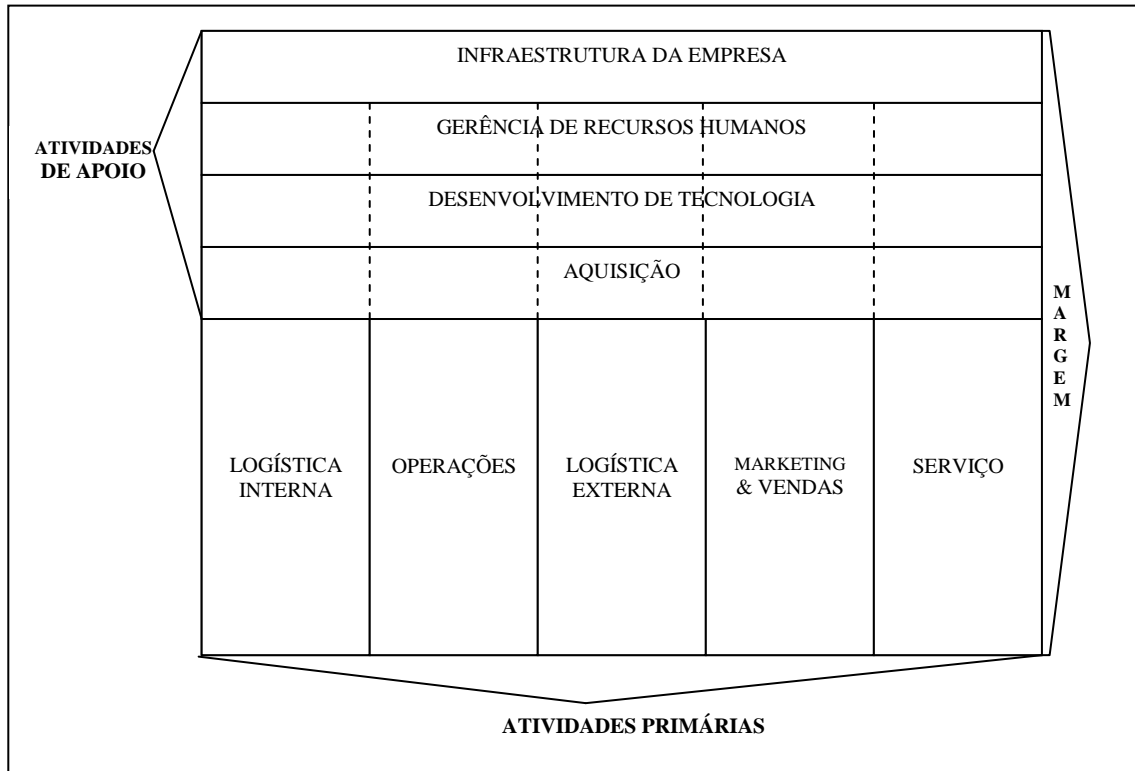 INFRAESTRUTURA DA EMPRESA
GERÊNCIA DE RECURSOS HUMANOS
ATIVIDADES
DE APOIO
DESENVOLVIMENTO DE TECNOLOGIA
AQUISIÇÃO
M
A
R
G
E
M
LOGÍSTICA
INTERNA
OPERAÇÕES
LOGÍSTICA
EXTERNA
MARKETING
& VENDAS
SERVIÇO
ATIVIDADES PRIMÁRIAS